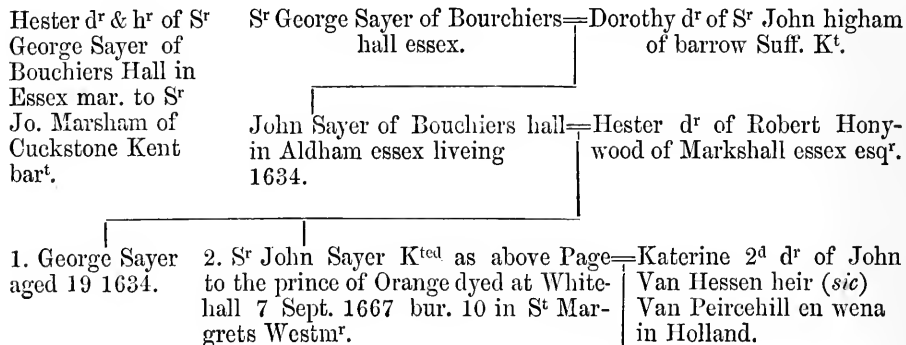 Hester dʳ & hʳ of Sʳ
George Sayer of
Bouchiers Hall in
Essex mar. to Sʳ
Jo. Marsham of
Cuckstone Kent
barᵗ.
Sʳ George Sayer of Bourchiers=Dorothy dʳ of Sʳ John higham
hall essex.
of barrow Suff. Kᵗ.
John Sayer of Bouchiers hall=Hester dʳ of Robert Hony-
in Aldham essex liveing
wood of Markshall essex esqʳ.
1634.
1. George Sayer
aged 19 1634.
2. Sʳ John Sayer Kᵗᵉᵈ as above Page=Katerine 2ᵈ dʳ of John
to the prince of Orange dyed at White-
Van Hessen heir (sic)
hall 7 Sept. 1667 bur. 10 in Sᵗ Mar-
Van Peircehill en wena
grets Westmʳ.
in Holland.